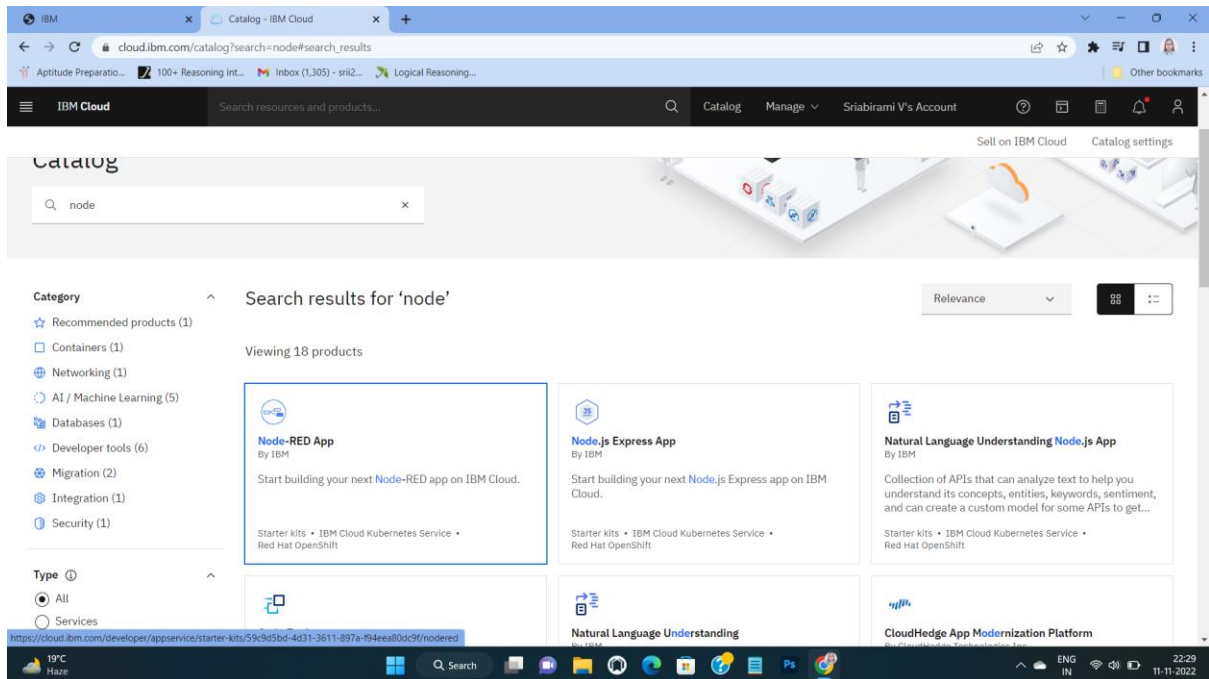 IBM
Catalog - IBM Cloud
cloud.ibm.com/catalog?search=node#search_results
Aptitude Preparatio...
100+ Reasoning int...
Inbox (1,305) - srii2...
Logical Reasoning...
Other bookmarks
IBM Cloud
Search resources and products...
Catalog
Manage
Sriabirami V's Account
Sell on IBM Cloud
Catalog settings
Catalog
node
Category
Recommended products (1)
Containers (1)
Networking (1)
AI / Machine Learning (5)
Databases (1)
Developer tools (6)
Migration (2)
Integration (1)
Security (1)
Type
All
Services
Search results for ‘node’
Relevance
Viewing 18 products
Node-RED App
By IBM
Start building your next Node-RED app on IBM Cloud.
Starter kits • IBM Cloud Kubernetes Service •
Red Hat OpenShift
Node.js Express App
By IBM
Start building your next Node.js Express app on IBM
Cloud.
Starter kits • IBM Cloud Kubernetes Service •
Red Hat OpenShift
Natural Language Understanding Node.js App
By IBM
Collection of APIs that can analyze text to help you
understand its concepts, entities, keywords, sentiment,
and can create a custom model for some APIs to get...
Starter kits • IBM Cloud Kubernetes Service •
Red Hat OpenShift
Natural Language Understanding
CloudHedge App Modernization Platform
By CloudHedge Technologies Inc
https://cloud.ibm.com/developer/appservice/starter-kits/59c9d5bd-4d31-3611-897a-f94eea80dc9f/nodered
19°C
Haze
Search
Ps
ENG
IN
22:29
11-11-2022